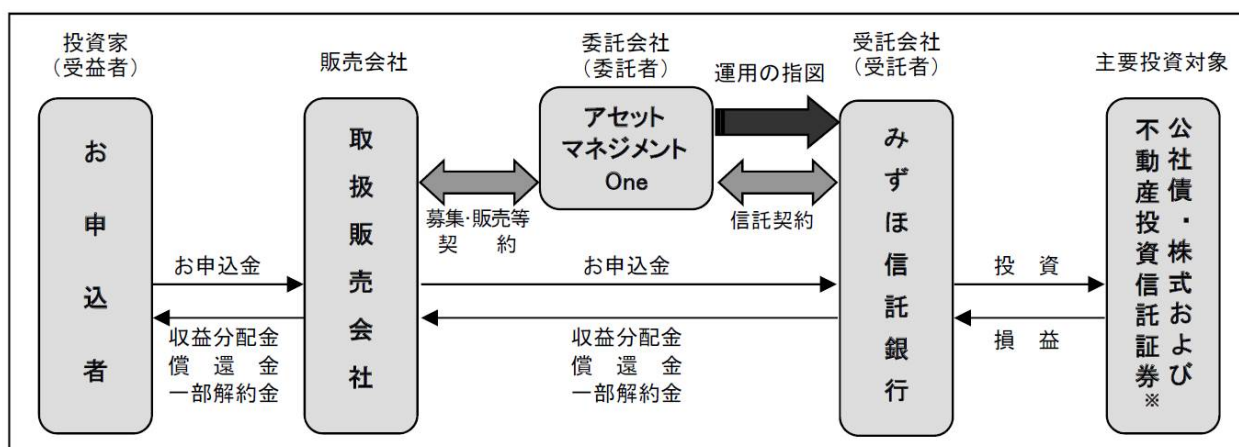 投資家
(受益者)
お申込者
販売会社
取扱販売会社
委託会社
(委託者)
アセット
マネジメント
One
運用の指図
受託会社
(受託者)
みずほ信託銀行
主要投資対象
公社債・株式および
不動産投資信託証券※
募集・販売等
契　約
信託契約
お申込金
収益分配金
償　還　金
一部解約金
お申込金
収益分配金
償　還　金
一部解約金
投　資
損　益